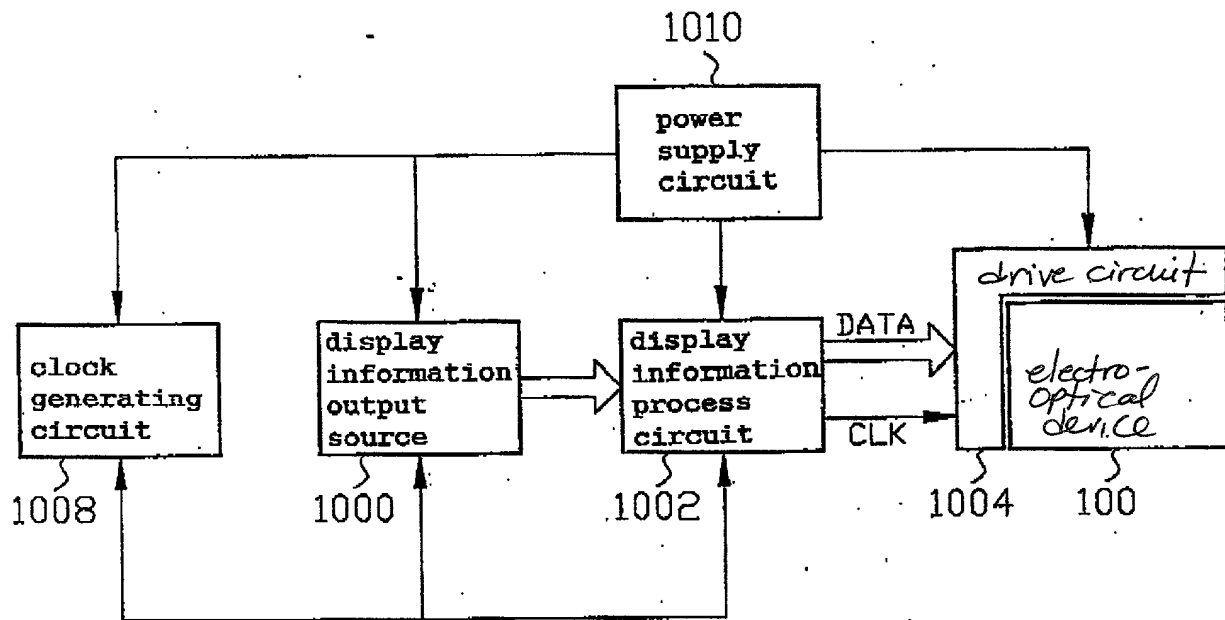 1010
power
supply
circuit
drive circuit
clock
generating
circuit
display
information
output
source
display
information
process
circuit
DATA
CLK
electro-
optical
device
1008
1000
1002
1004
100